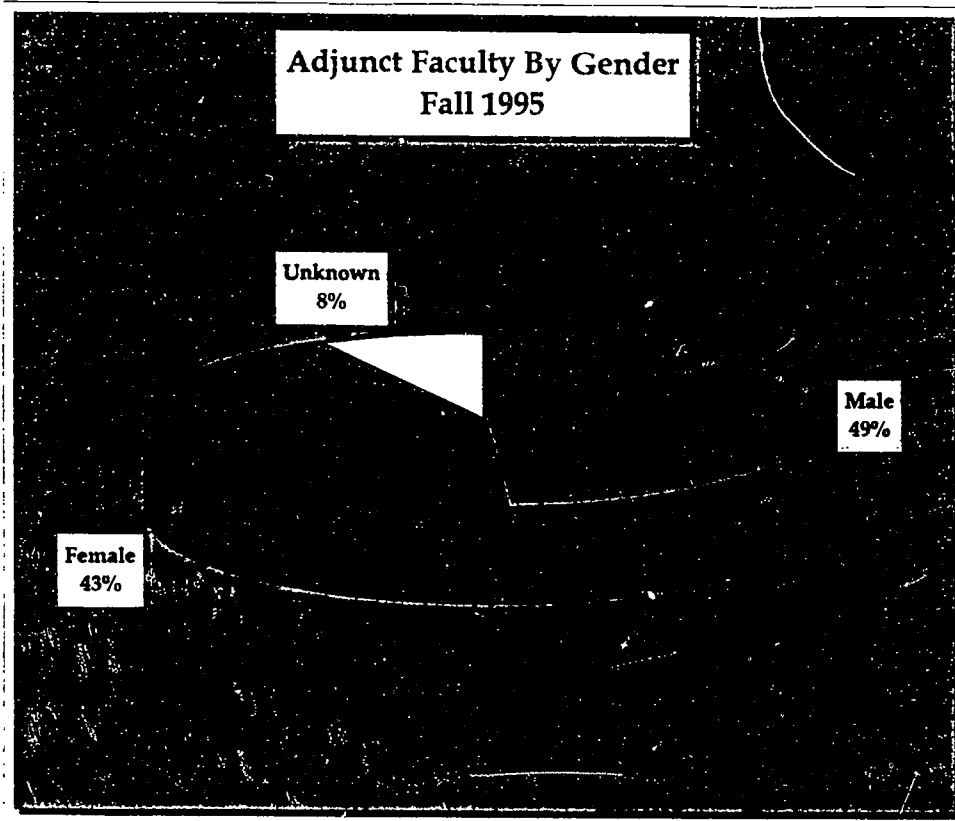 Adjunct Faculty By Gender
Fall 1995
Unknown
8%
Male
49%
Female
43%